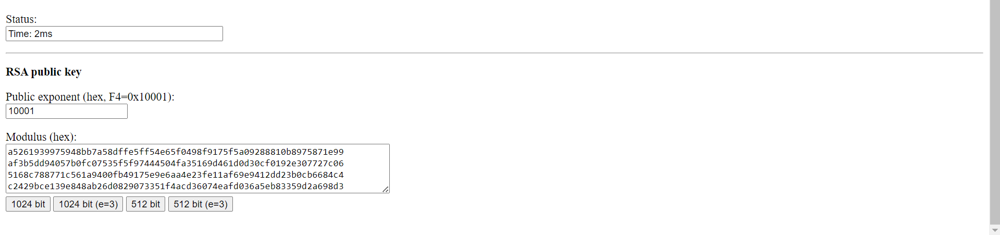 Status:
Time: 2ms
RSA public key
Public exponent (hex, F4=0x10001):
10001
Modulus (hex):
a5261939975948bb7a58dffe5ff54e65f0498f9175f5a09288810b8975871e99
af3b5dd94057b0fc07535f5f97444504fa35169d461d0d30cf0192e307727c06
5168c788771c561a9400fb49175e9e6aa4e23fe11af69e9412dd23b0cb6684c4
c2429bce139e848ab26d0829073351f4acd36074eafd036a5eb83359d2a698d3
1024 bit 1024 bit (e=3) 512 bit 512 bit (e=3)